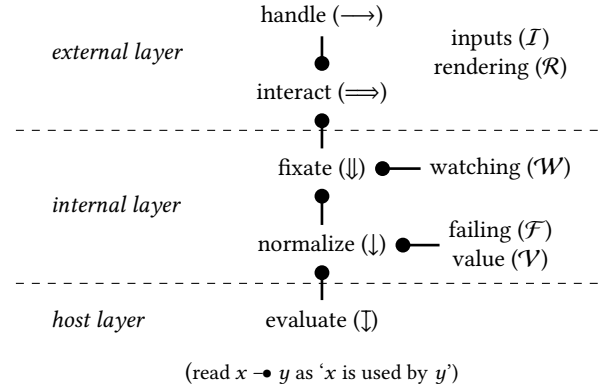 handle (⟶)
external layer
inputs (𝓘)
rendering (𝓡)
interact (⟹)
fixate (⇓)
watching (𝓦)
internal layer
normalize (↓)
failing (𝓕)
value (𝓥)
host layer
evaluate (↧)
(read x ⊸ y as ‘x is used by y’)